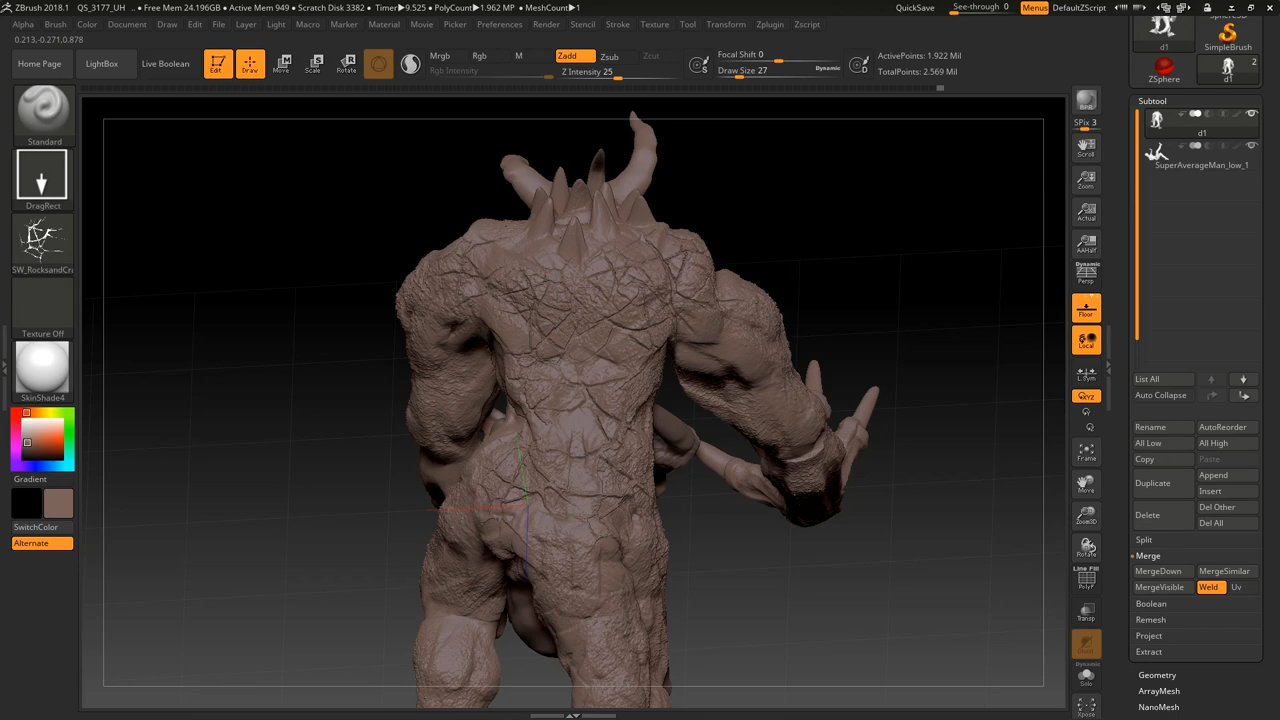 ZBrush 2018.1 QS_3177_UH .. • Free Mem 24.196GB • Active Mem 949 • Scratch Disk 3382 • Timer▶9.525 • PolyCount▶1.962 MP • MeshCount▶1 QuickSave See-through 0 Menus DefaultZScript
Alpha Brush Color Document Draw Edit File Layer Light Macro Marker Material Movie Picker Preferences Render Stencil Stroke Texture Tool Transform Zplugin Zscript
0.213,-0.271,0.878
Home Page LightBox Live Boolean Edit Draw Move Scale Rotate
Mrgb Rgb M Zadd Zsub Zcut
Rgb Intensity Z Intensity 25
Focal Shift 0
Draw Size 27 Dynamic
S
D
ActivePoints: 1.922 Mil
TotalPoints: 2.569 Mil
Standard
DragRect
SW_RocksandCra
Texture Off
SkinShade4
Gradient
SwitchColor
Alternate
BPR
SPix 3
Scroll
Zoom
Actual
AAHalf
Dynamic
Persp
Floor
Local
L.Sym
Frame
Move
Zoom3D
Rotate
Line Fill
PolyF
Transp
Dynamic
Solo
Xpose
d1
SimpleBrush
ZSphere
2
d1
Subtool
d1
SuperAverageMan_low_1
List All
Auto Collapse
Rename AutoReorder
All Low All High
Copy Paste
Duplicate Append
Insert
Delete Del Other
Del All
Split
Merge
MergeDown MergeSimilar
MergeVisible Weld Uv
Boolean
Remesh
Project
Extract
Geometry
ArrayMesh
NanoMesh